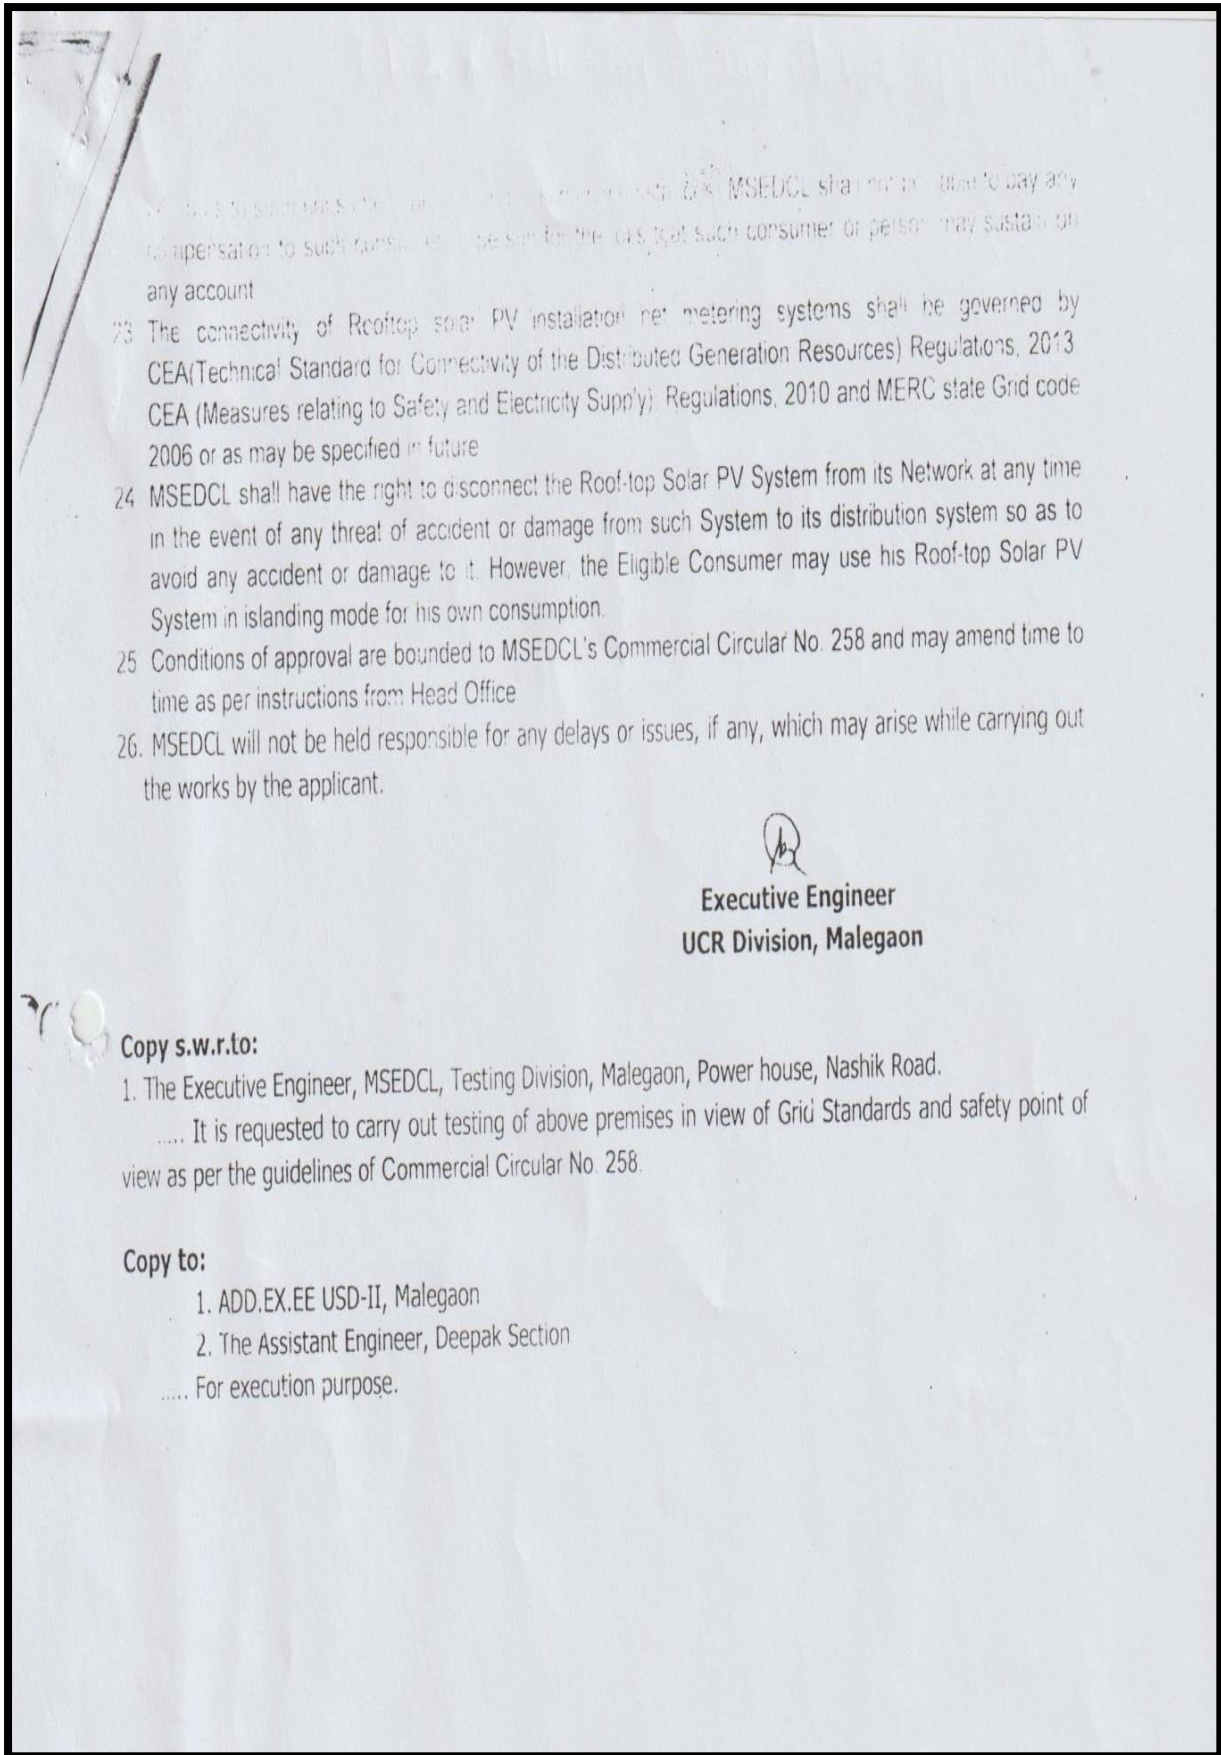 MSEDCL shall not be liable to pay any
compensation to such consumer or person for the loss that such consumer or person may sustain on
any account
23 The connectivity of Rooftop solar PV installation net metering systems shall be governed by
CEA(Technical Standard for Connectivity of the Distributed Generation Resources) Regulations, 2013
CEA (Measures relating to Safety and Electricity Supply) Regulations, 2010 and MERC state Grid code
2006 or as may be specified in future
24 MSEDCL shall have the right to disconnect the Roof-top Solar PV System from its Network at any time
in the event of any threat of accident or damage from such System to its distribution system so as to
avoid any accident or damage to it. However, the Eligible Consumer may use his Roof-top Solar PV
System in islanding mode for his own consumption.
25 Conditions of approval are bounded to MSEDCL's Commercial Circular No. 258 and may amend time to
time as per instructions from Head Office
26. MSEDCL will not be held responsible for any delays or issues, if any, which may arise while carrying out
the works by the applicant.
Executive Engineer
UCR Division, Malegaon
Copy s.w.r.to:
1. The Executive Engineer, MSEDCL, Testing Division, Malegaon, Power house, Nashik Road.
..... It is requested to carry out testing of above premises in view of Grid Standards and safety point of
view as per the guidelines of Commercial Circular No. 258.
Copy to:
1. ADD.EX.EE USD-II, Malegaon
2. The Assistant Engineer, Deepak Section
..... For execution purpose.